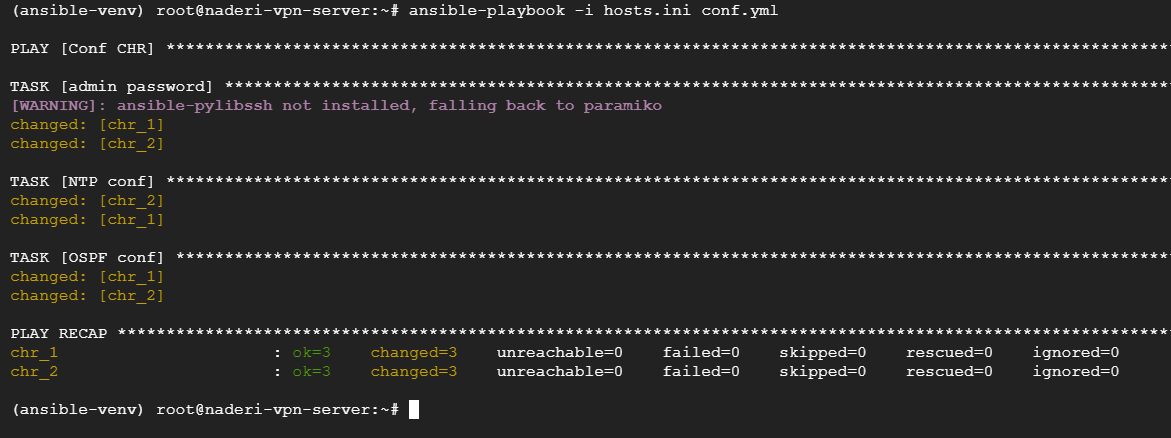 (ansible-venv) root@naderi-vpn-server:~# ansible-playbook -i hosts.ini conf.yml
PLAY [Conf CHR] *******************************************************************************************************
TASK [admin password] *************************************************************************************************
[WARNING]: ansible-pylibssh not installed, falling back to paramiko
changed: [chr_1]
changed: [chr_2]
TASK [NTP conf] *******************************************************************************************************
changed: [chr_2]
changed: [chr_1]
TASK [OSPF conf] ******************************************************************************************************
changed: [chr_1]
changed: [chr_2]
PLAY RECAP ************************************************************************************************************
chr_1                      : ok=3    changed=3    unreachable=0    failed=0    skipped=0    rescued=0    ignored=0
chr_2                      : ok=3    changed=3    unreachable=0    failed=0    skipped=0    rescued=0    ignored=0
(ansible-venv) root@naderi-vpn-server:~#